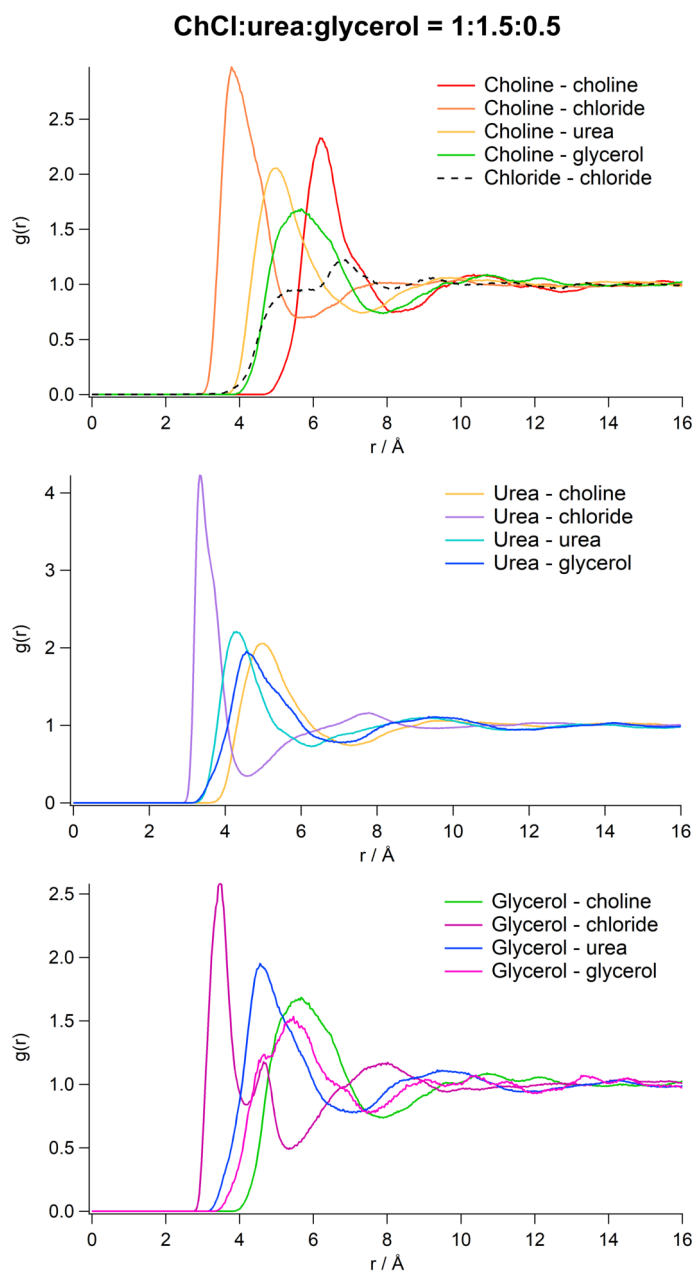 ChCl:urea:glycerol = 1:1.5:0.5
Choline - choline
Choline - chloride
Choline - urea
Choline - glycerol
Chloride - chloride
2.5
2.0
1.5
1.0
0.5
0.0
g(r)
0 2 4 6 8 10 12 14 16
r / Å
Urea - choline
Urea - chloride
Urea - urea
Urea - glycerol
4
3
2
1
0
g(r)
0 2 4 6 8 10 12 14 16
r / Å
Glycerol - choline
Glycerol - chloride
Glycerol - urea
Glycerol - glycerol
2.5
2.0
1.5
1.0
0.5
0.0
g(r)
0 2 4 6 8 10 12 14 16
r / Å